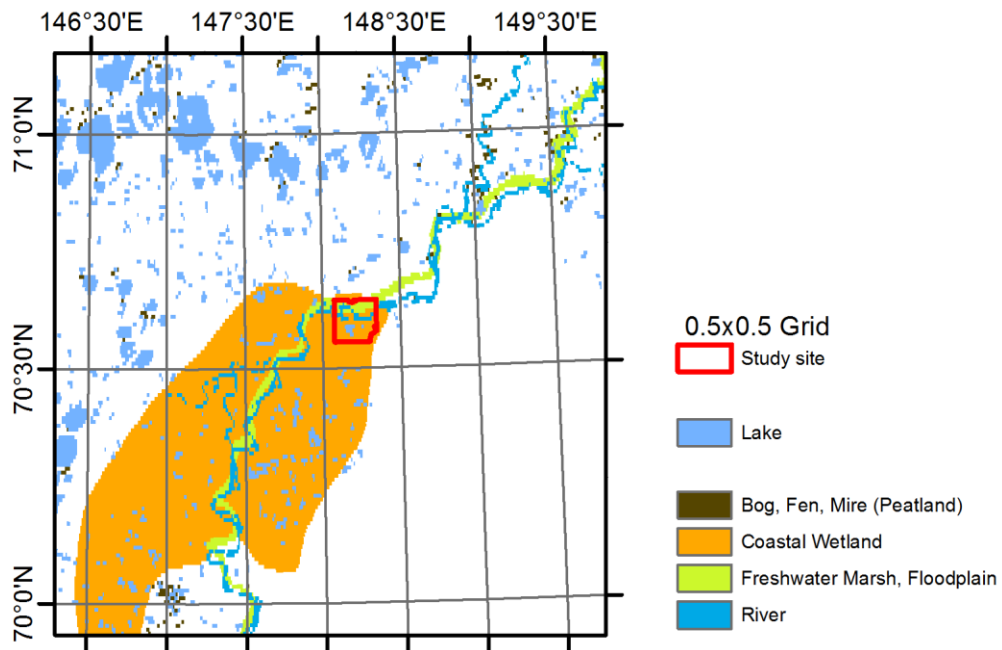 146°30'E 147°30'E 148°30'E 149°30'E
71°0'N
70°30'N
70°0'N
0.5x0.5 Grid
Study site
Lake
Bog, Fen, Mire (Peatland)
Coastal Wetland
Freshwater Marsh, Floodplain
River